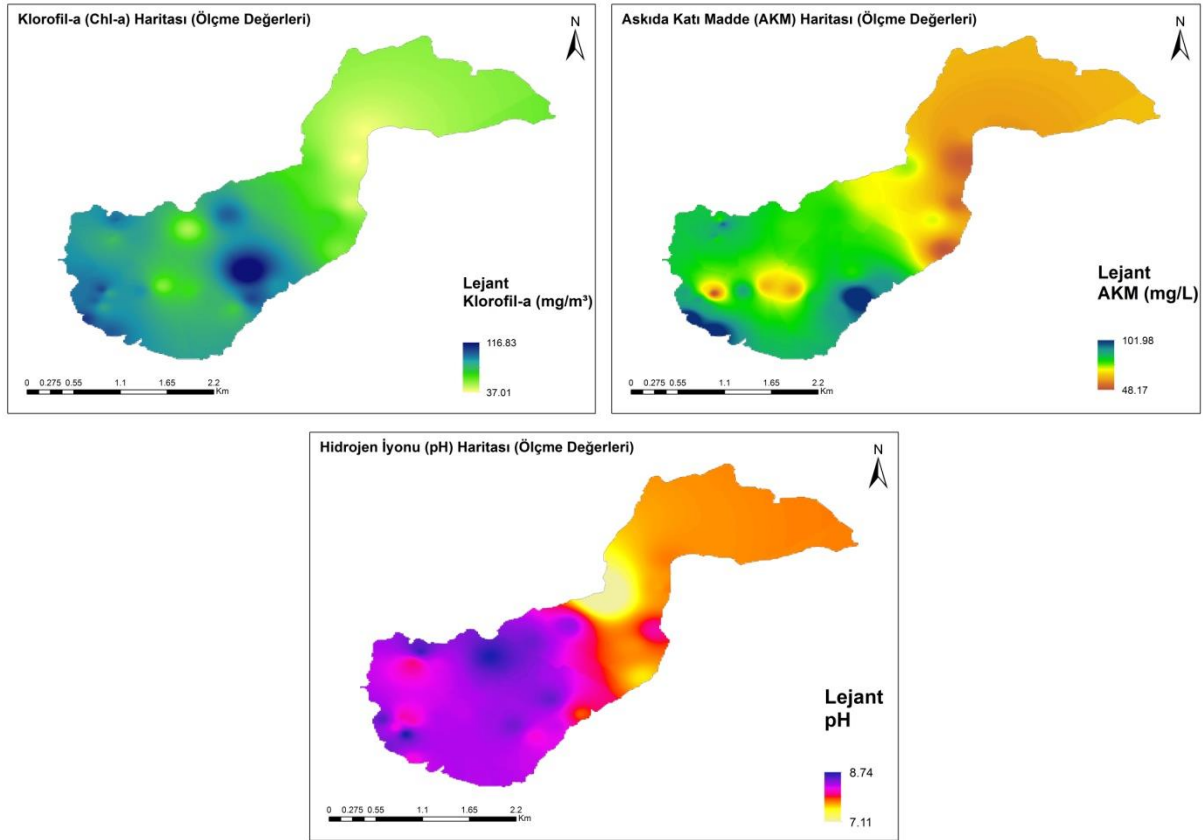 Klorofil-a (Chl-a) Haritası (Ölçme Değerleri)
N
Lejant
Klorofil-a (mg/m³)
116.83
37.01
0 0.275 0.55 1.1 1.65 2.2
Km
Askıda Katı Madde (AKM) Haritası (Ölçme Değerleri)
N
Lejant
AKM (mg/L)
101.98
48.17
0 0.275 0.55 1.1 1.65 2.2
Km
Hidrojen İyonu (pH) Haritası (Ölçme Değerleri)
N
Lejant
pH
8.74
7.11
0 0.275 0.55 1.1 1.65 2.2
Km